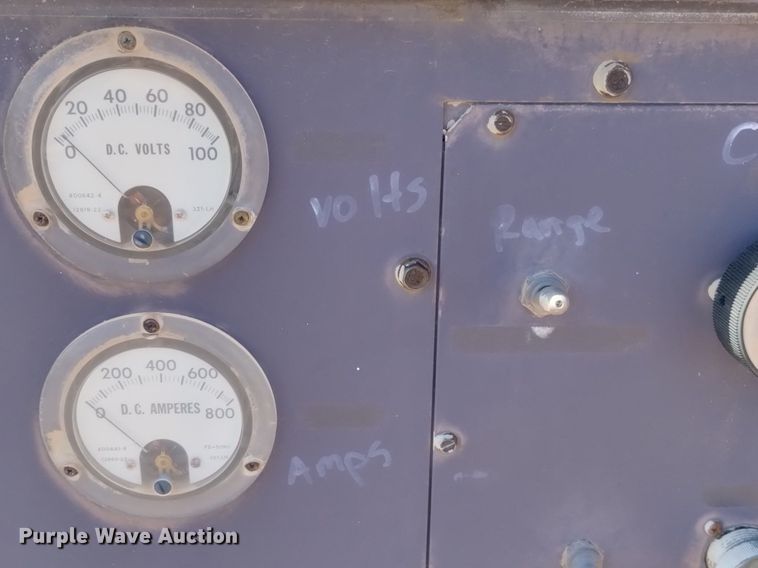 20 40 60 80
0 100
D.C. VOLTS
volts
Range
C
200 400 600
0 800
D.C. AMPERES
Amps
Purple Wave Auction